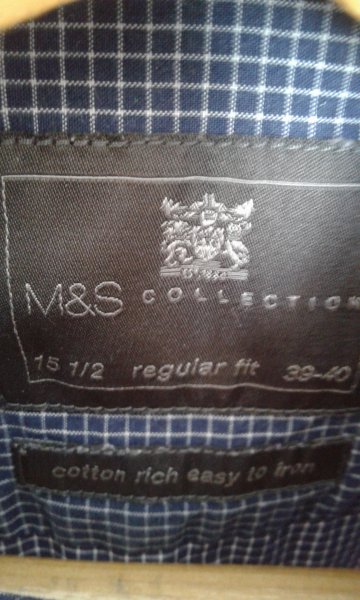 M&S COLLECTION
15 1/2 regular fit 39-40
cotton rich easy to iron